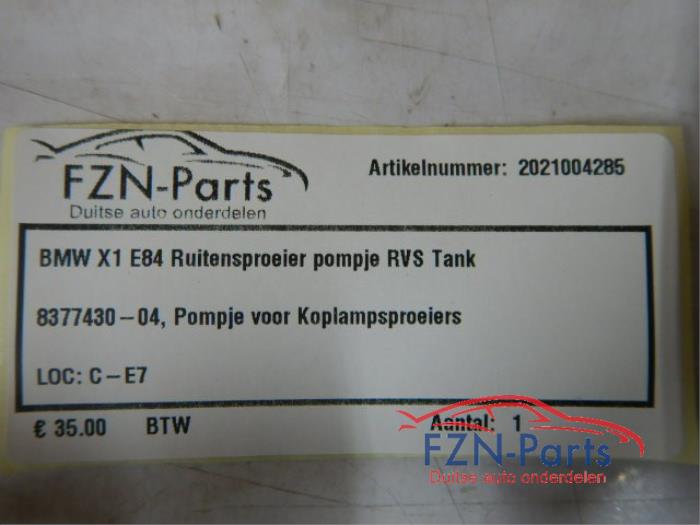 FZN-Parts
Duitse auto onderdelen
Artikelnummer: 2021004285
BMW X1 E84 Ruitensproeier pompje RVS Tank
8377430-04, Pompje voor Koplampsproeiers
LOC: C-E7
€ 35.00 BTW Aantal: 1
FZN-Parts
Duitse auto onderdelen